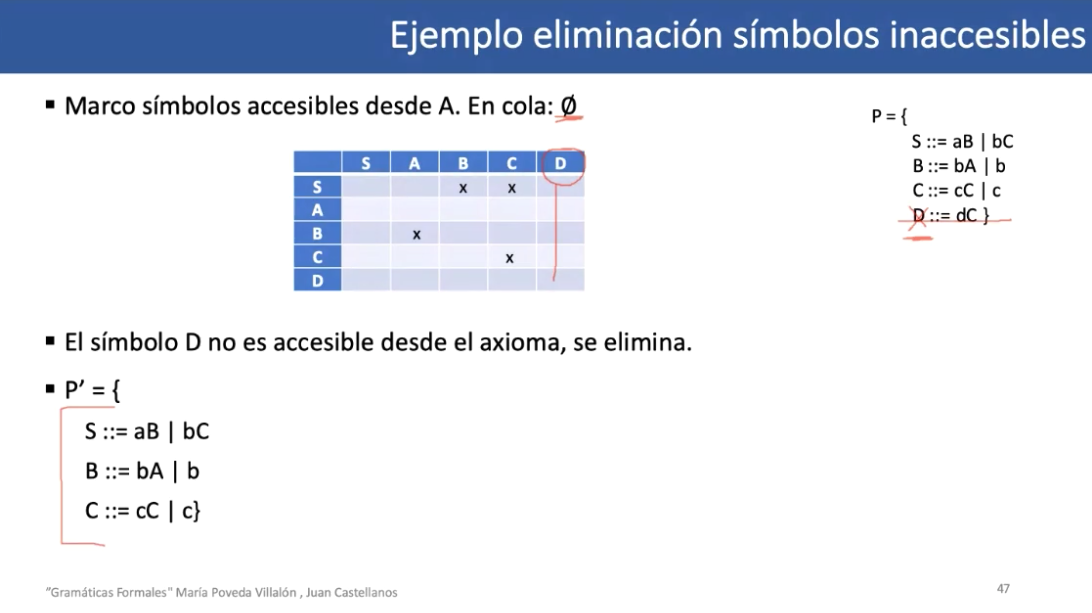 Ejemplo eliminación símbolos inaccesibles
▪ Marco símbolos accesibles desde A. En cola: Ø
S A B C D
S x x
A
B x
C x
D
P = {
S ::= aB | bC
B ::= bA | b
C ::= cC | c
D ::= dC }
▪ El símbolo D no es accesible desde el axioma, se elimina.
▪ P’ = {
S ::= aB | bC
B ::= bA | b
C ::= cC | c}
“Gramáticas Formales" María Poveda Villalón , Juan Castellanos
47